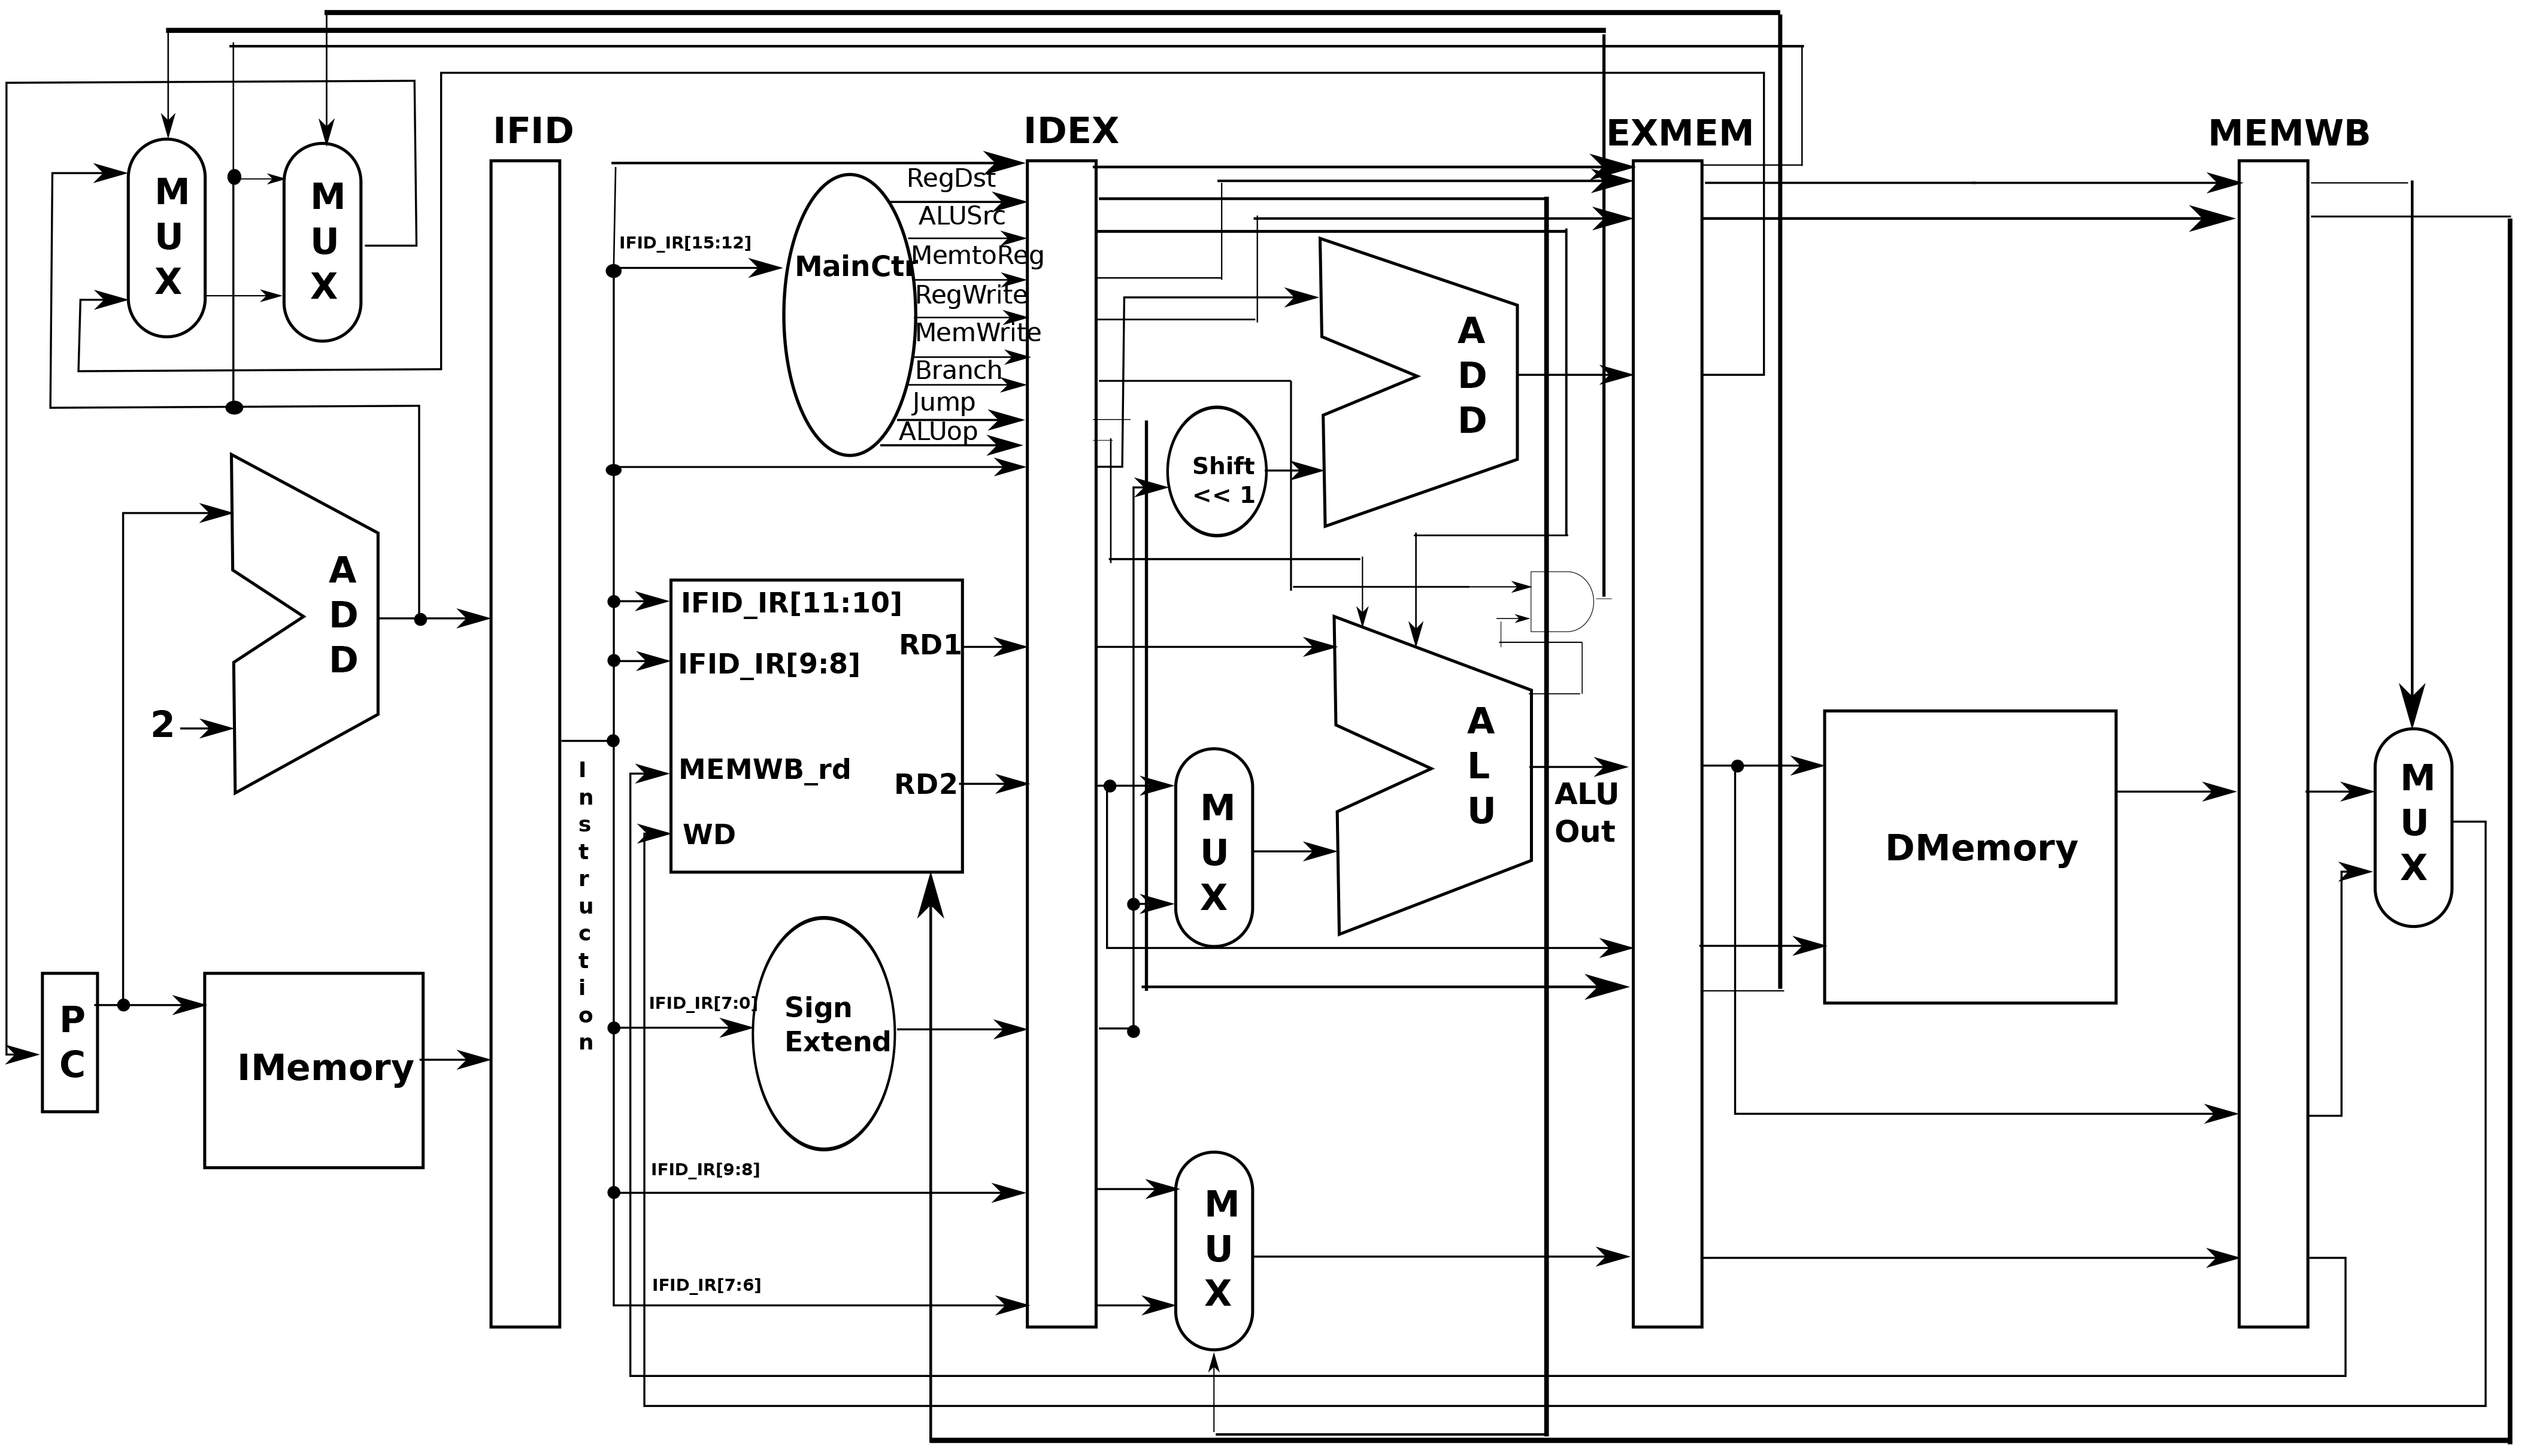 IFID
IDEX
EXMEM
MEMWB
M
U
X
M
U
X
RegDst
ALUSrc
IFID_IR[15:12]
MainCtr
MemtoReg
RegWrite
MemWrite
Branch
Jump
ALUop
A
D
D
Shift
<< 1
A
D
D
2
IFID_IR[11:10]
RD1
IFID_IR[9:8]
MEMWB_rd
RD2
WD
I
n
s
t
r
u
c
t
i
o
n
A
L
U
ALU
Out
M
U
X
DMemory
M
U
X
P
C
IMemory
IFID_IR[7:0]
Sign
Extend
IFID_IR[9:8]
M
U
X
IFID_IR[7:6]